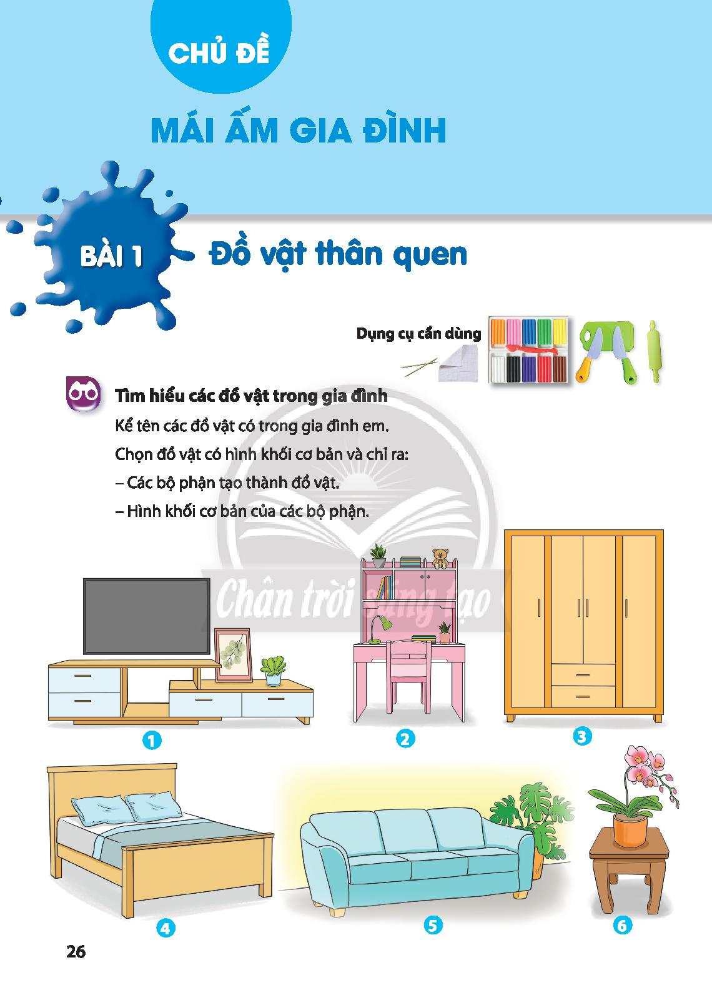 CHỦ ĐỀ
MÁI ẤM GIA ĐÌNH
BÀI 1
Đồ vật thân quen
Dụng cụ cần dùng
Tìm hiểu các đồ vật trong gia đình
Kể tên các đồ vật có trong gia đình em.
Chọn đồ vật có hình khối cơ bản và chỉ ra:
– Các bộ phận tạo thành đồ vật.
– Hình khối cơ bản của các bộ phận.
Chân trời sáng tạo
1
2
3
4
5
6
26